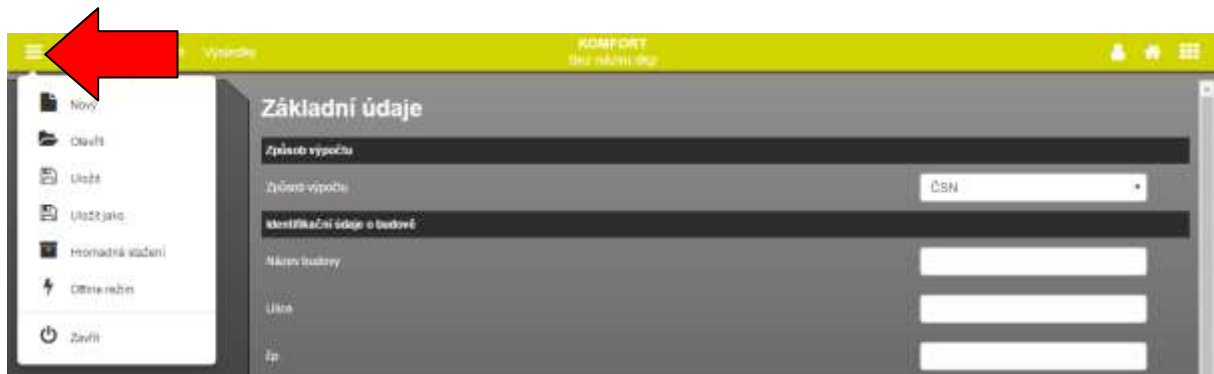 Výsledky
KOMFORT
Nový
Základní údaje
Otevřít
Způsob výpočtu
Uložit
Způsob výpočtu
ČSN
Uložit jako
Identifikační údaje o budově
Hromadné stažení
Název budovy
Offline režim
Ulice
Zavřít
čp.